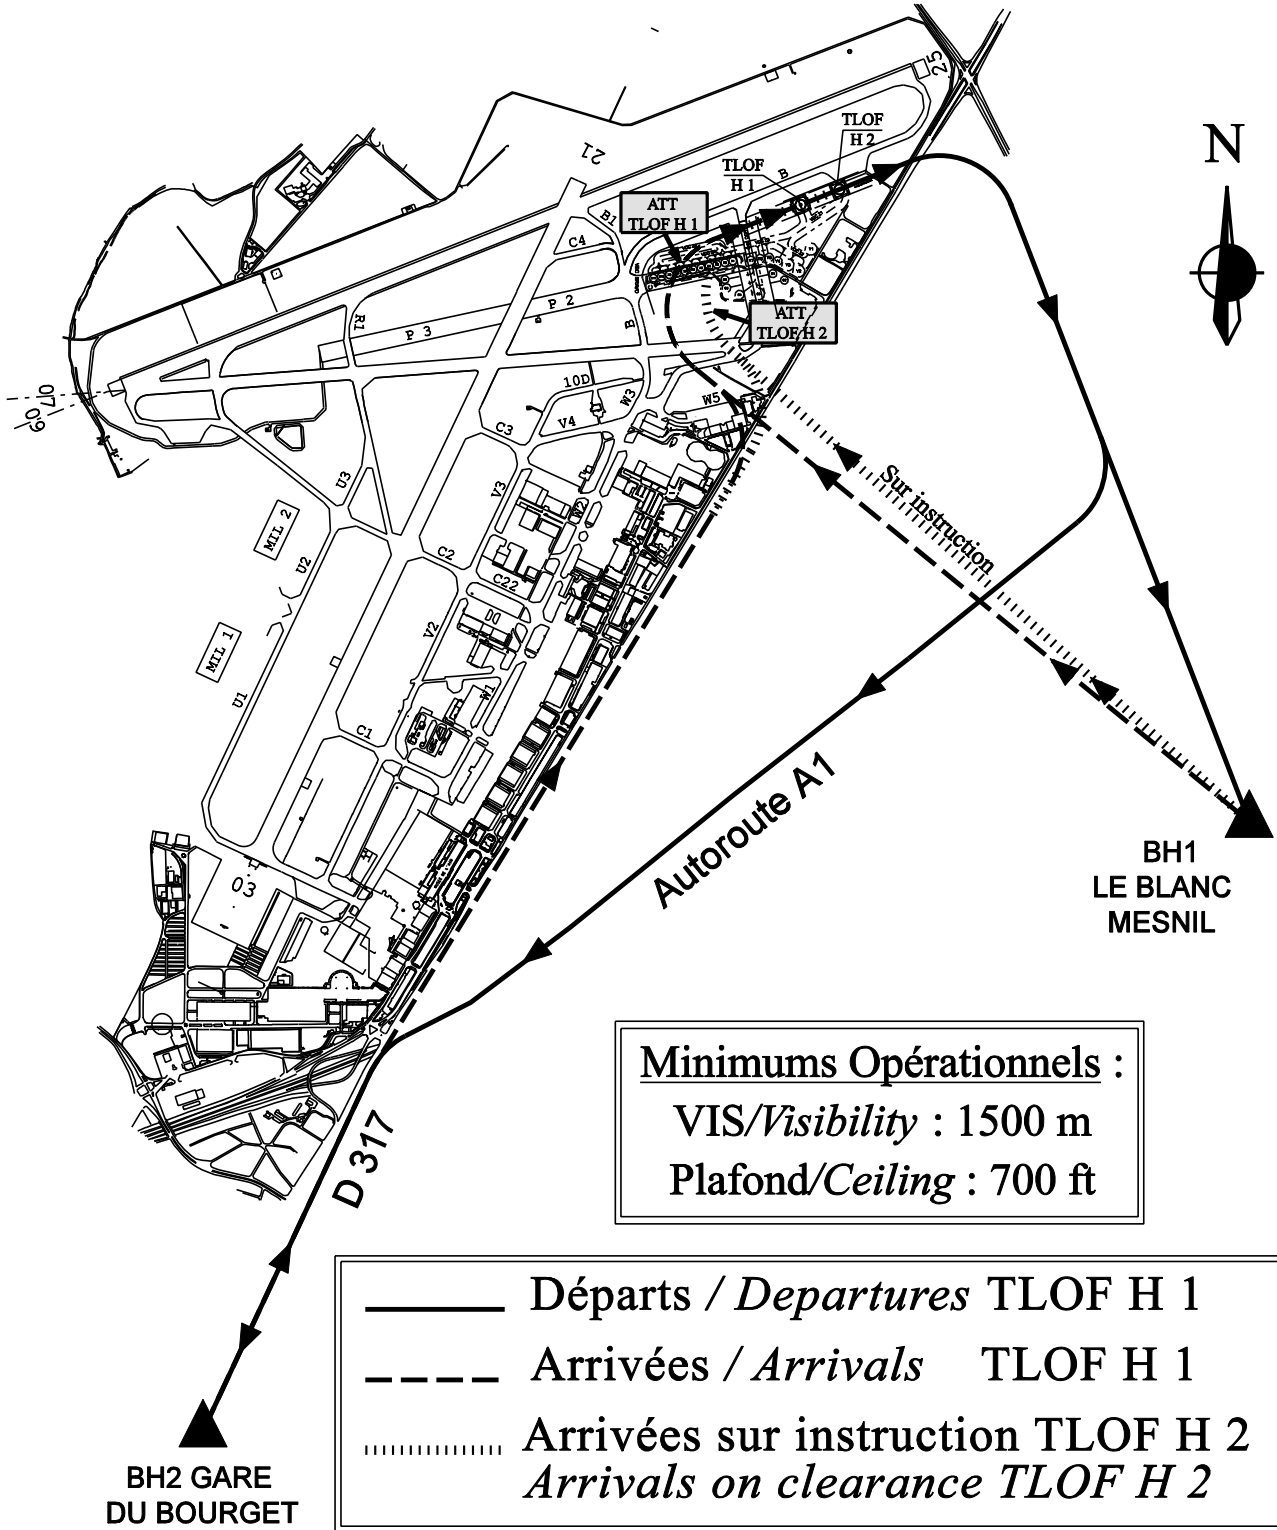 25
21
TLOF
H 2
TLOF
H 1
B
N
ATT
TLOF H 1
B1
C4
P 2
P 3
R1
B
ATT
TLOF H 2
07
09
10D
W3
W5
V4
C3
U3
V3
W2
Sur instruction
MIL 2
U2
C2
C22
V2
MIL 1
U1
W1
C1
Autoroute A1
BH1
LE BLANC
MESNIL
03
Minimums Opérationnels :
VIS/Visibility : 1500 m
Plafond/Ceiling : 700 ft
D 317
Départs / Departures TLOF H 1
Arrivées / Arrivals TLOF H 1
Arrivées sur instruction TLOF H 2
Arrivals on clearance TLOF H 2
BH2 GARE
DU BOURGET